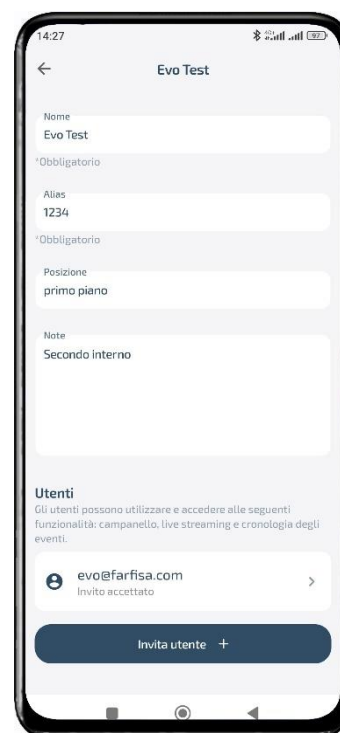 14:27
97
Evo Test
Nome
Evo Test
*Obbligatorio
Alias
1234
*Obbligatorio
Posizione
primo piano
Note
Secondo interno
Utenti
Gli utenti possono utilizzare e accedere alle seguenti
funzionalità: campanello, live streaming e cronologia degli
eventi.
evo@farfisa.com
Invito accettato
Invita utente +